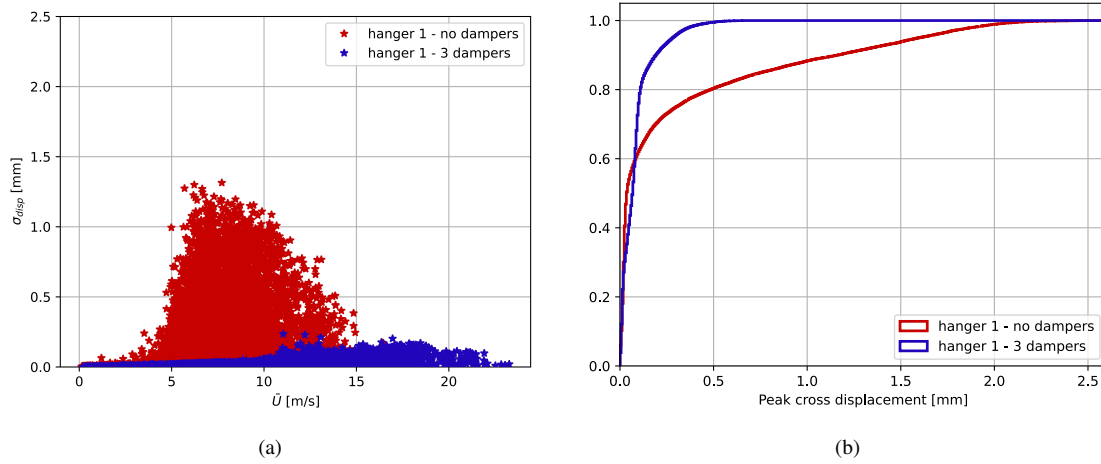 2.5
2.0
1.5
1.0
0.5
0.0
σ_disp [mm]
0 5 10 15 20
Ū [m/s]
hanger 1 - no dampers
hanger 1 - 3 dampers
(a)
1.0
0.8
0.6
0.4
0.2
0.0
0.0 0.5 1.0 1.5 2.0 2.5
Peak cross displacement [mm]
hanger 1 - no dampers
hanger 1 - 3 dampers
(b)